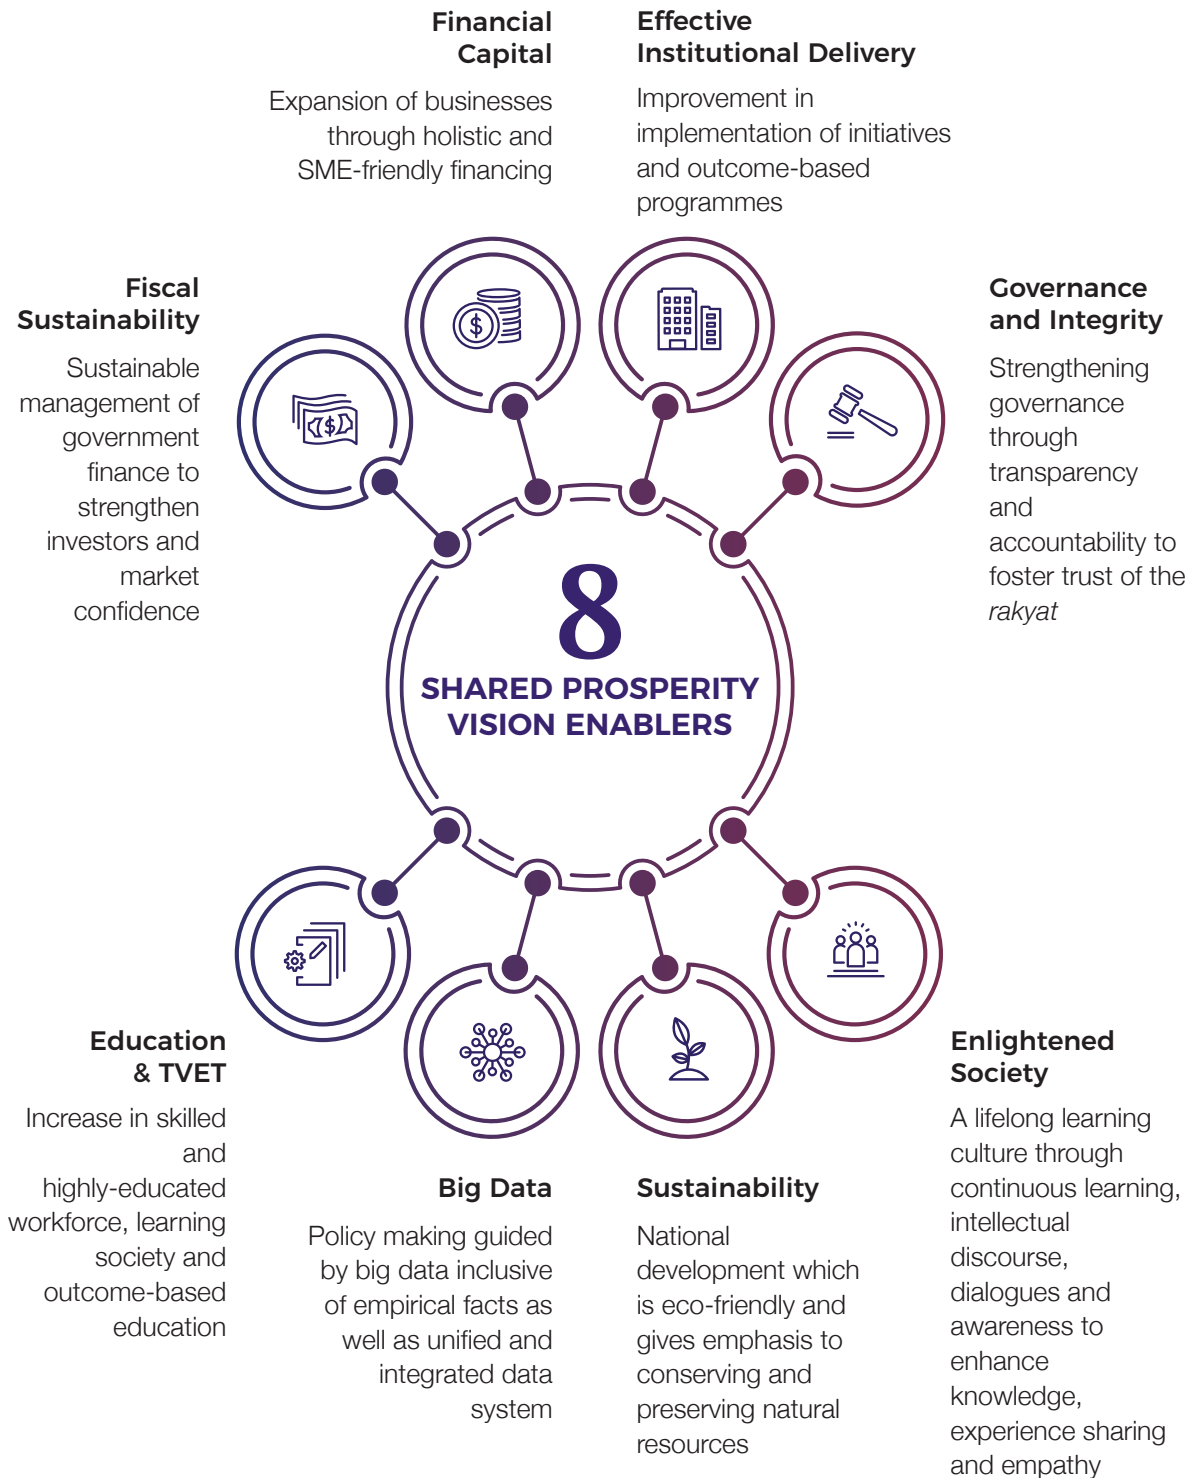 Financial
Capital
Expansion of businesses
through holistic and
SME-friendly financing
Effective
Institutional Delivery
Improvement in
implementation of initiatives
and outcome-based
programmes
Fiscal
Sustainability
Sustainable
management of
government
finance to
strengthen
investors and
market
confidence
$
$
Governance
and Integrity
Strengthening
governance
through
transparency
and
accountability to
foster trust of the
rakyat
8
SHARED PROSPERITY
VISION ENABLERS
Education
& TVET
Increase in skilled
and
highly-educated
workforce, learning
society and
outcome-based
education
Big Data
Policy making guided
by big data inclusive
of empirical facts as
well as unified and
integrated data
system
Sustainability
National
development which
is eco-friendly and
gives emphasis to
conserving and
preserving natural
resources
Enlightened
Society
A lifelong learning
culture through
continuous learning,
intellectual
discourse,
dialogues and
awareness to
enhance
knowledge,
experience sharing
and empathy